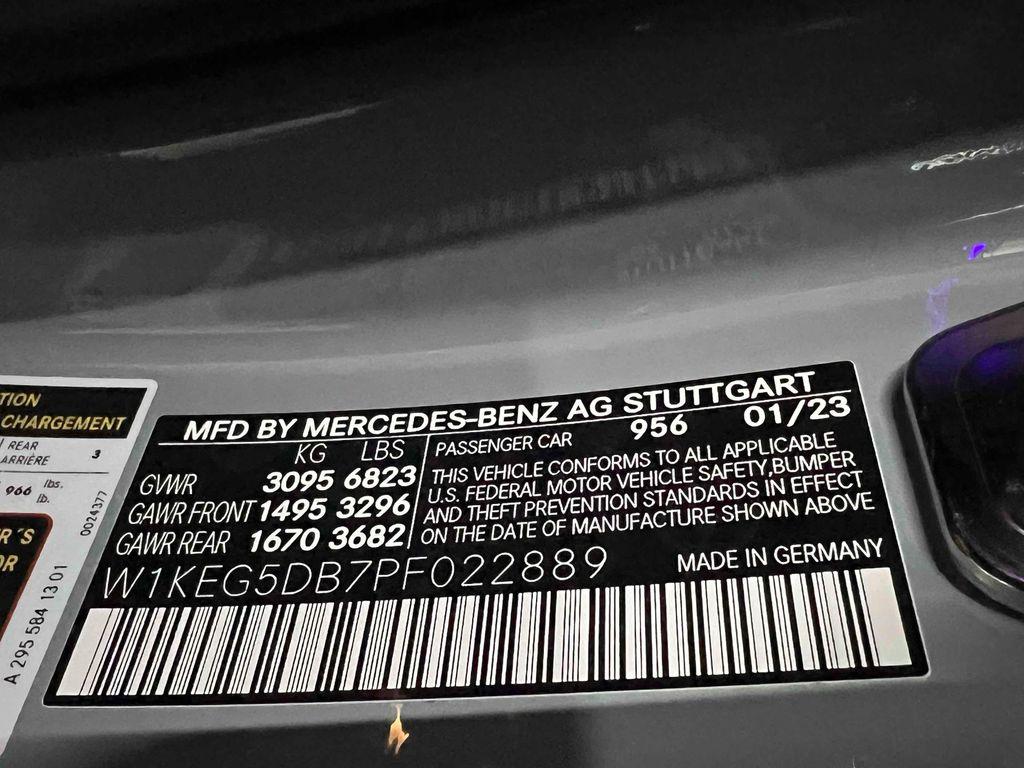 TION
CHARGEMENT
REAR
ARRIÈRE
3
966 lbs.
lb.
0024377
R'S
OR
A 295 584 13 01
MFD BY MERCEDES-BENZ AG STUTTGART
KG LBS
GVWR 3095 6823
GAWR FRONT 1495 3296
GAWR REAR 1670 3682
PASSENGER CAR 956 01/23
THIS VEHICLE CONFORMS TO ALL APPLICABLE
U.S. FEDERAL MOTOR VEHICLE SAFETY,BUMPER
AND THEFT PREVENTION STANDARDS IN EFFECT
ON THE DATE OF MANUFACTURE SHOWN ABOVE
W1KEG5DB7PF022889
MADE IN GERMANY